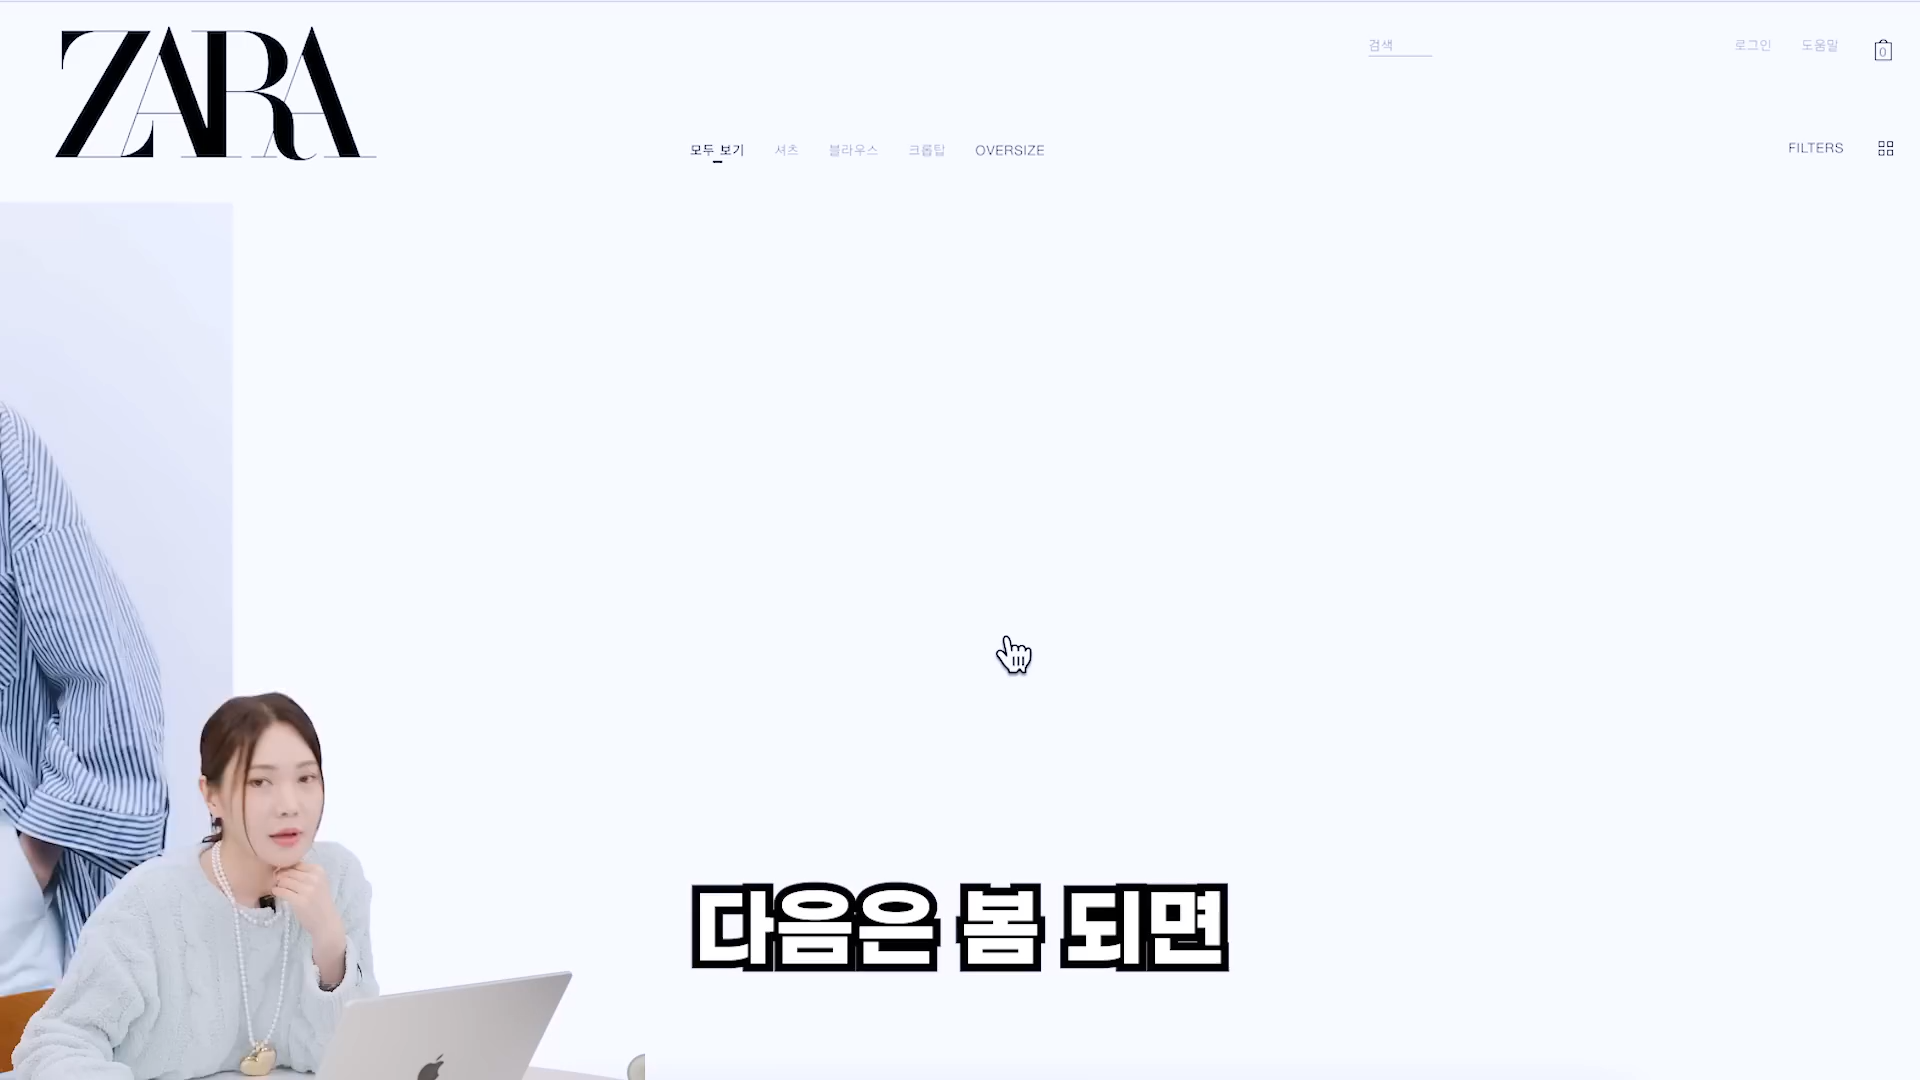 ZARA
검색
로그인
도움말
0
모두 보기
셔츠
블라우스
크롭탑
OVERSIZE
FILTERS
다음은 봄 되면